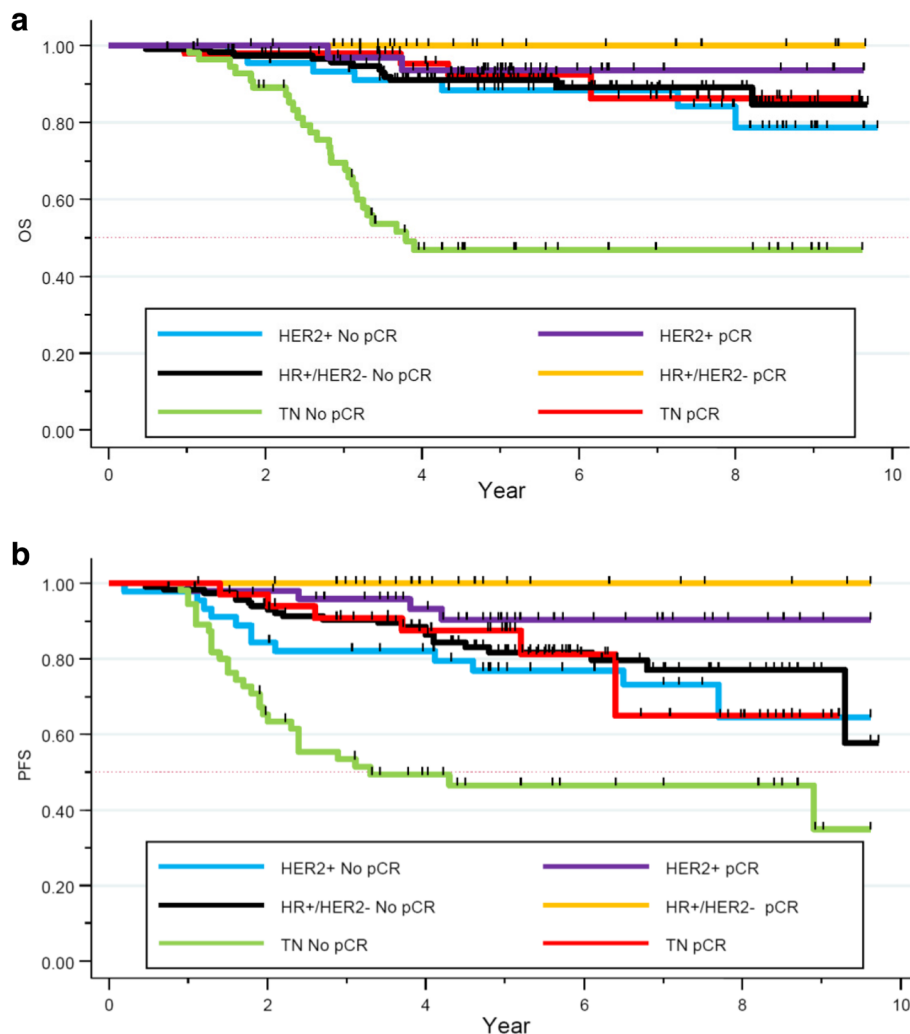 a
1.00
0.80
0.60
OS
0.40
HER2+ No pCR HER2+ pCR
0.20
HR+/HER2- No pCR HR+/HER2- pCR
TN No pCR TN pCR
0.00
0 2 4 6 8 10
Year
b
1.00
0.80
0.60
PFS
0.40
HER2+ No pCR HER2+ pCR
0.20
HR+/HER2- No pCR HR+/HER2- pCR
TN No pCR TN pCR
0.00
0 2 4 6 8 10
Year